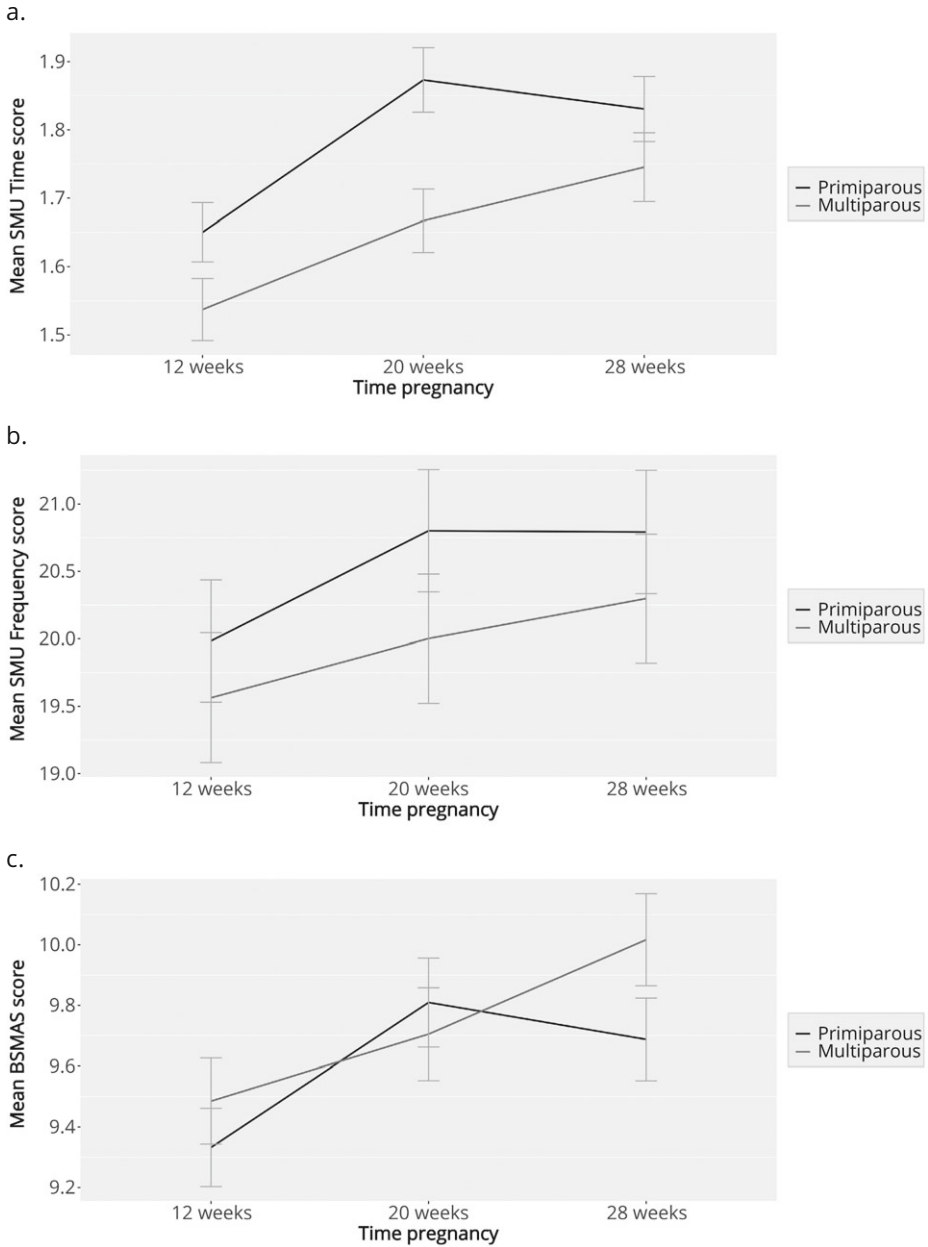 a.
Mean SMU Time score
1.9
1.8
1.7
1.6
1.5
12 weeks 20 weeks 28 weeks
Time pregnancy
Primiparous
Multiparous
b.
Mean SMU Frequency score
21.0
20.5
20.0
19.5
19.0
12 weeks 20 weeks 28 weeks
Time pregnancy
Primiparous
Multiparous
c.
Mean BSMAS score
10.2
10.0
9.8
9.6
9.4
9.2
12 weeks 20 weeks 28 weeks
Time pregnancy
Primiparous
Multiparous